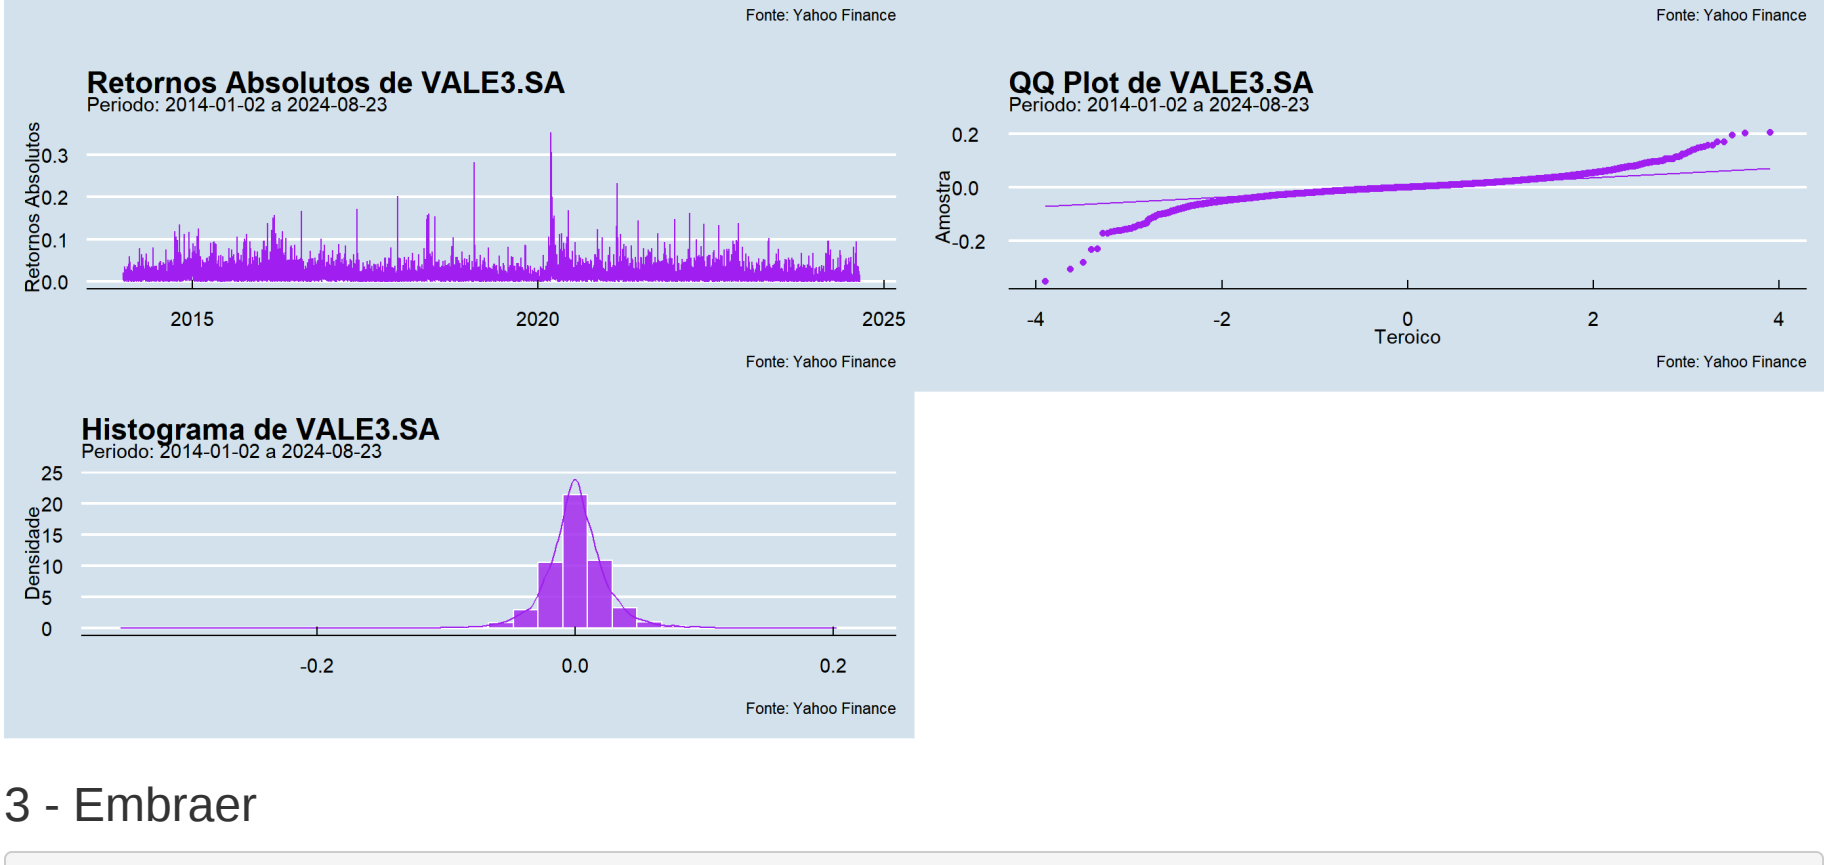 Fonte: Yahoo Finance
Fonte: Yahoo Finance
Retornos Absolutos de VALE3.SA
Periodo: 2014-01-02 a 2024-08-23
Retornos Absolutos
0.3
0.2
0.1
0.0
2015 2020 2025
Fonte: Yahoo Finance
QQ Plot de VALE3.SA
Periodo: 2014-01-02 a 2024-08-23
Amostra
0.2
0.0
-0.2
-4 -2 0 2 4
Teroico
Fonte: Yahoo Finance
Histograma de VALE3.SA
Periodo: 2014-01-02 a 2024-08-23
Densidade
25
20
15
10
5
0
-0.2 0.0 0.2
Fonte: Yahoo Finance
3 - Embraer